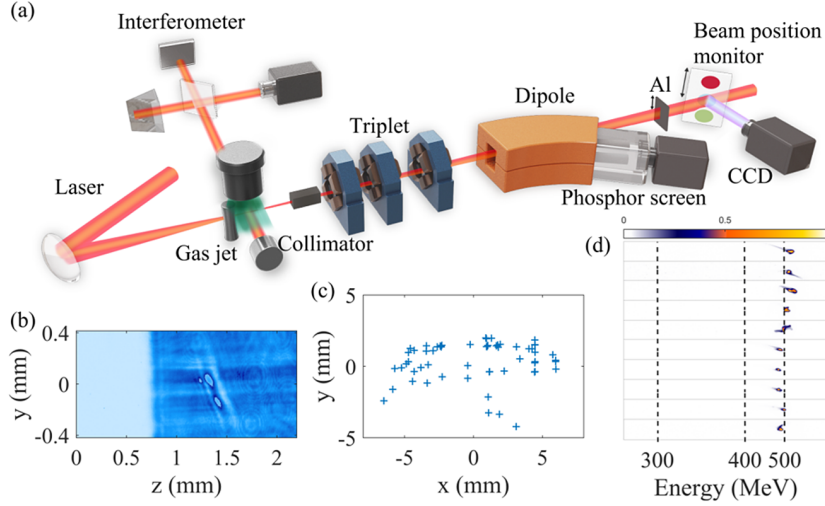 (a)
Interferometer
Beam position
monitor
Al
Dipole
Triplet
Laser
CCD
Phosphor screen
Gas jet
Collimator
(b)
0.4
0
-0.4
y (mm)
0
0.5
1
1.5
2
z (mm)
(c)
5
0
-5
y (mm)
-5
0
5
x (mm)
(d)
0
0.5
300
400
500
Energy (MeV)